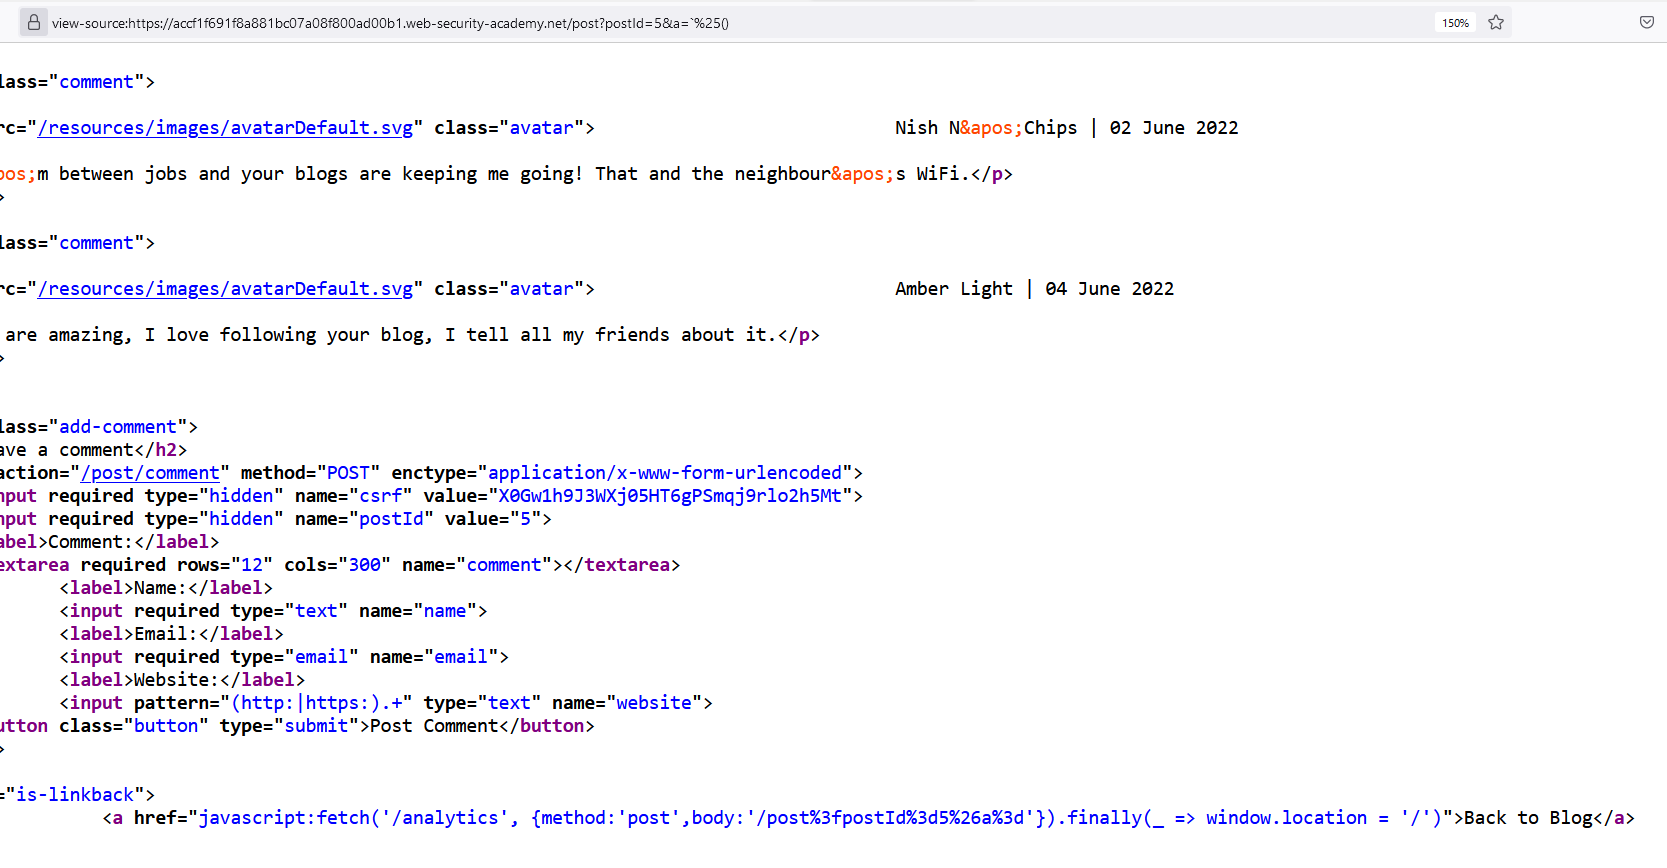 view-source:https://accf1f691f8a881bc07a08f800ad00b1.web-security-academy.net/post?postId=5&a=`%25() 150%
lass="comment">
rc="/resources/images/avatarDefault.svg" class="avatar"> Nish N&apos;Chips | 02 June 2022
pos;m between jobs and your blogs are keeping me going! That and the neighbour&apos;s WiFi.</p>
>
lass="comment">
rc="/resources/images/avatarDefault.svg" class="avatar"> Amber Light | 04 June 2022
are amazing, I love following your blog, I tell all my friends about it.</p>
>
lass="add-comment">
ave a comment</h2>
action="/post/comment" method="POST" enctype="application/x-www-form-urlencoded">
nput required type="hidden" name="csrf" value="X0Gw1h9J3WXj05HT6gPSmqj9rlo2h5Mt">
nput required type="hidden" name="postId" value="5">
abel>Comment:</label>
extarea required rows="12" cols="300" name="comment"></textarea>
<label>Name:</label>
<input required type="text" name="name">
<label>Email:</label>
<input required type="email" name="email">
<label>Website:</label>
<input pattern="(http:|https:).+" type="text" name="website">
utton class="button" type="submit">Post Comment</button>
>
="is-linkback">
<a href="javascript:fetch('/analytics', {method:'post',body:'/post%3fpostId%3d5%26a%3d'}).finally(_ => window.location = '/')">Back to Blog</a>